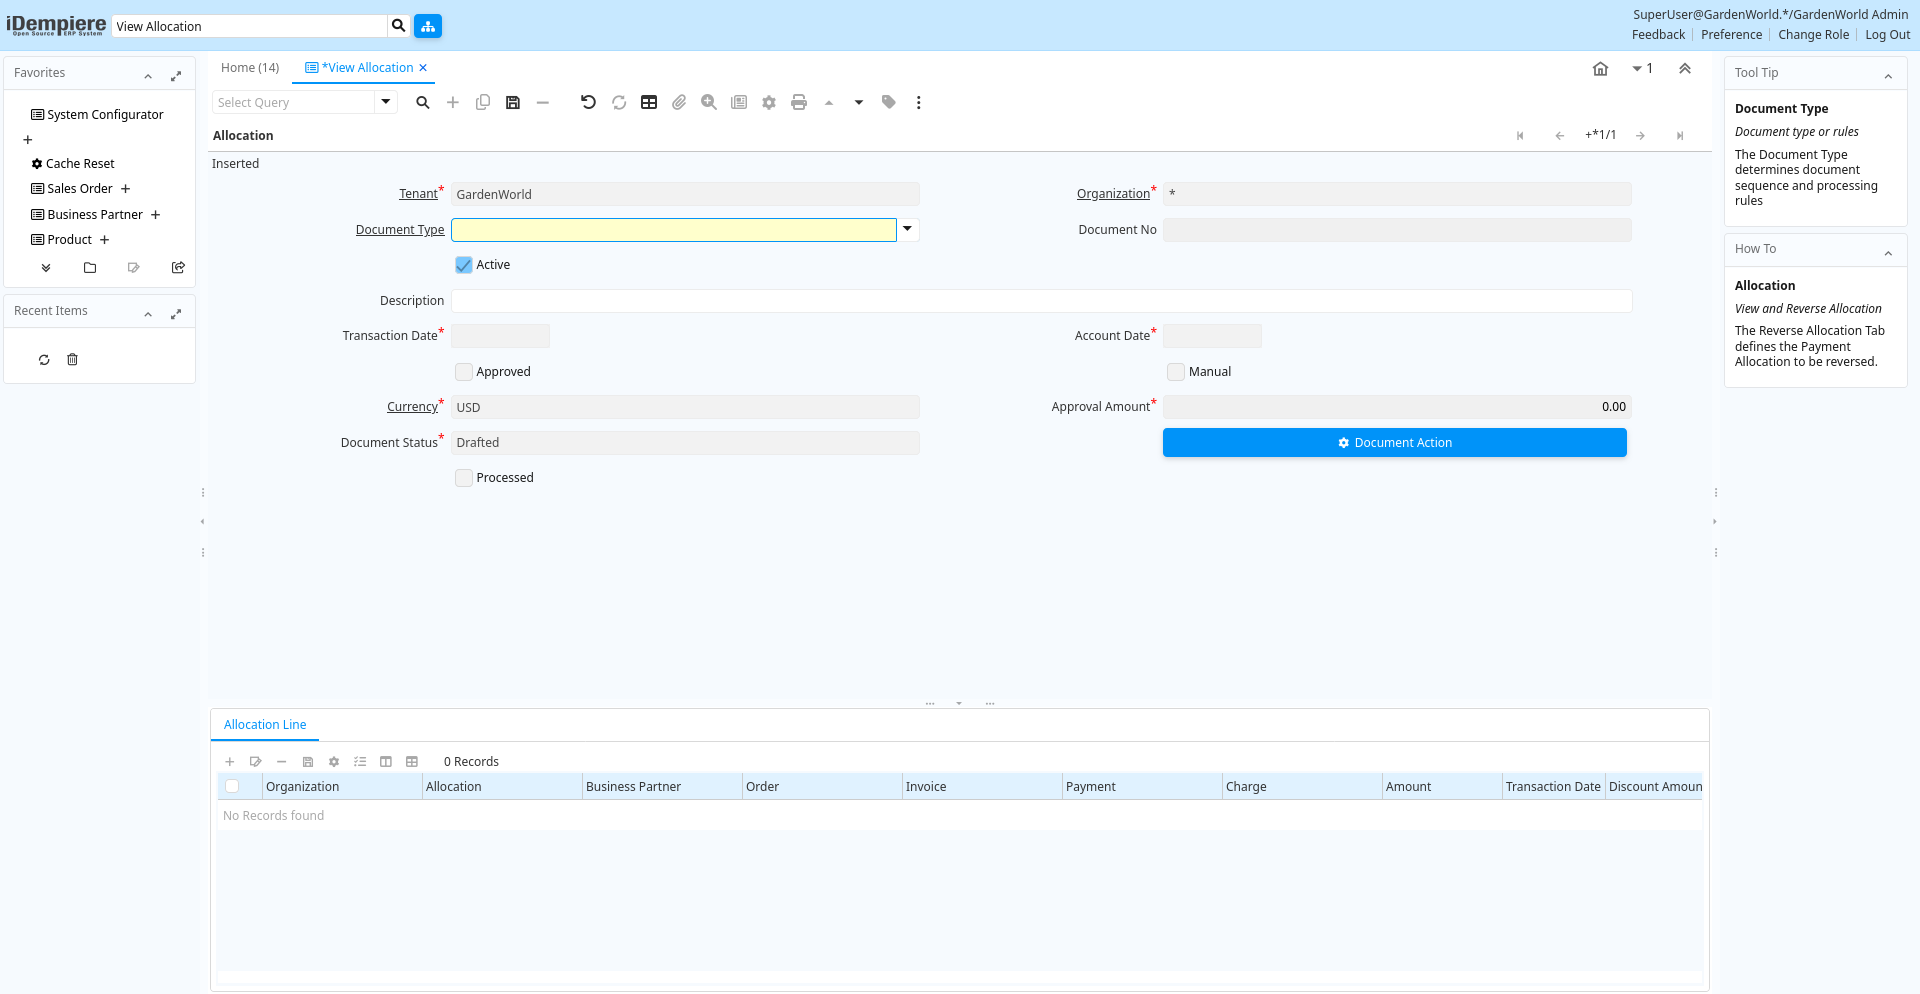 iDempiere
Open Source ERP System
View Allocation
SuperUser@GardenWorld.*/GardenWorld Admin
Feedback
Preference
Change Role
Log Out
Favorites
System Configurator
Cache Reset
Sales Order
Business Partner
Product
Recent Items
Home (14)
*View Allocation
1
Select Query
Allocation
+*1/1
Inserted
Tenant*
GardenWorld
Organization*
*
Document Type
Document No
Active
Description
Transaction Date*
Account Date*
Approved
Manual
Currency*
USD
Approval Amount*
0.00
Document Status*
Drafted
Document Action
Processed
Allocation Line
0 Records
Organization
Allocation
Business Partner
Order
Invoice
Payment
Charge
Amount
Transaction Date
Discount Amoun
No Records found
Tool Tip
Document Type
Document type or rules
The Document Type
determines document
sequence and processing
rules
How To
Allocation
View and Reverse Allocation
The Reverse Allocation Tab
defines the Payment
Allocation to be reversed.